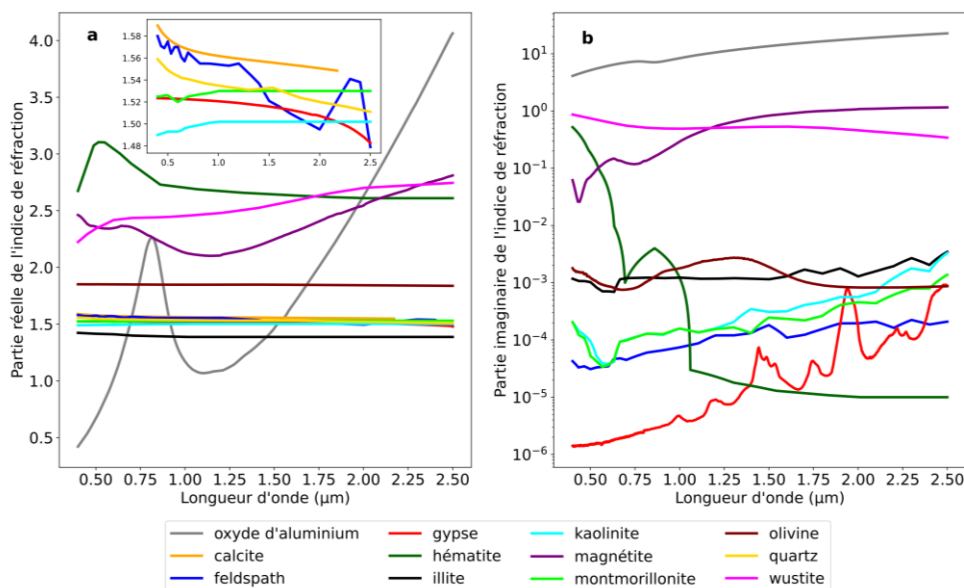 a
4.0
3.5
3.0
2.5
2.0
1.5
1.0
0.5
Partie réelle de l'indice de réfraction
0.50 0.75 1.00 1.25 1.50 1.75 2.00 2.25 2.50
Longueur d'onde (µm)
1.58
1.56
1.54
1.52
1.50
1.48
0.5 1.0 1.5 2.0 2.5
b
10^1
10^0
10^-1
10^-2
10^-3
10^-4
10^-5
10^-6
Partie imaginaire de l'indice de réfraction
0.50 0.75 1.00 1.25 1.50 1.75 2.00 2.25 2.50
Longueur d'onde (µm)
oxyde d'aluminium gypse kaolinite olivine
calcite hématite magnétite quartz
feldspath illite montmorillonite wustite